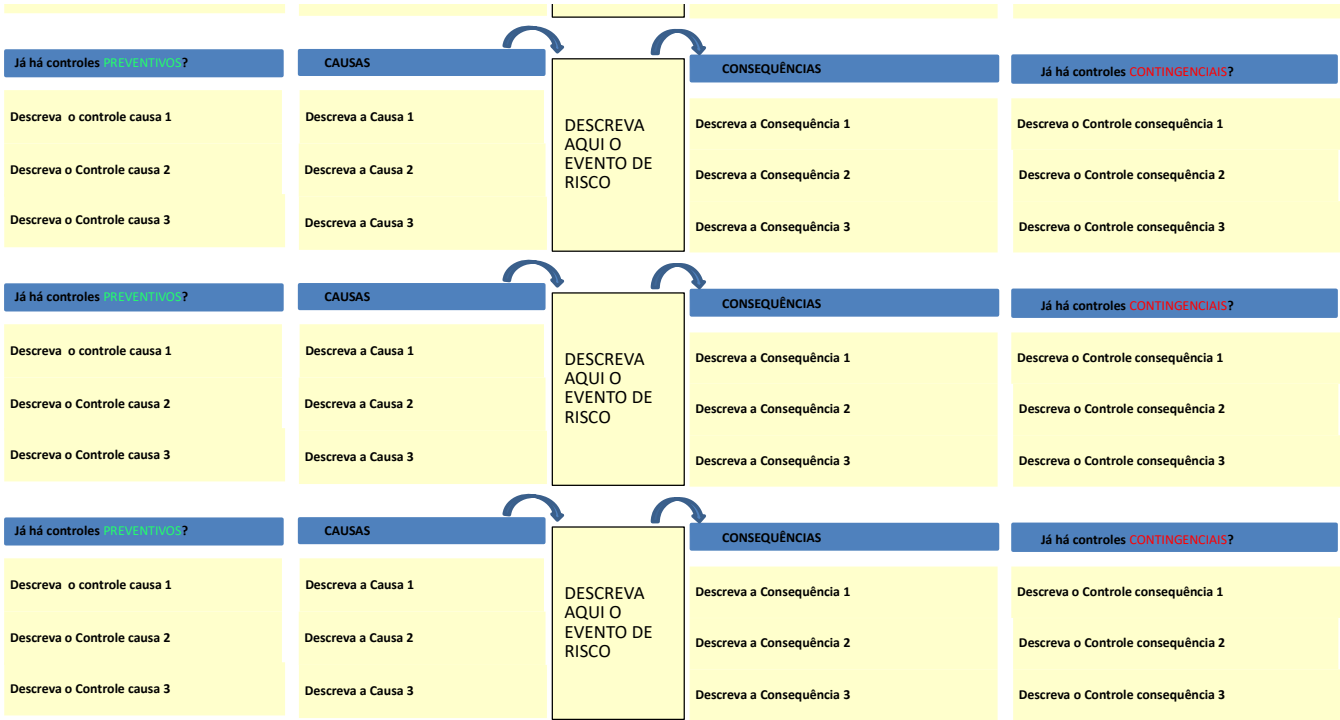 Já há controles PREVENTIVOS?
CAUSAS
CONSEQUÊNCIAS
Já há controles CONTINGENCIAIS?
Descreva  o controle causa 1
Descreva o Controle causa 2
Descreva o Controle causa 3
Descreva a Causa 1
Descreva a Causa 2
Descreva a Causa 3
DESCREVA
AQUI O
EVENTO DE
RISCO
Descreva a Consequência 1
Descreva a Consequência 2
Descreva a Consequência 3
Descreva o Controle consequência 1
Descreva o Controle consequência 2
Descreva o Controle consequência 3
Já há controles PREVENTIVOS?
CAUSAS
CONSEQUÊNCIAS
Já há controles CONTINGENCIAIS?
Descreva  o controle causa 1
Descreva o Controle causa 2
Descreva o Controle causa 3
Descreva a Causa 1
Descreva a Causa 2
Descreva a Causa 3
DESCREVA
AQUI O
EVENTO DE
RISCO
Descreva a Consequência 1
Descreva a Consequência 2
Descreva a Consequência 3
Descreva o Controle consequência 1
Descreva o Controle consequência 2
Descreva o Controle consequência 3
Já há controles PREVENTIVOS?
CAUSAS
CONSEQUÊNCIAS
Já há controles CONTINGENCIAIS?
Descreva  o controle causa 1
Descreva o Controle causa 2
Descreva o Controle causa 3
Descreva a Causa 1
Descreva a Causa 2
Descreva a Causa 3
DESCREVA
AQUI O
EVENTO DE
RISCO
Descreva a Consequência 1
Descreva a Consequência 2
Descreva a Consequência 3
Descreva o Controle consequência 1
Descreva o Controle consequência 2
Descreva o Controle consequência 3